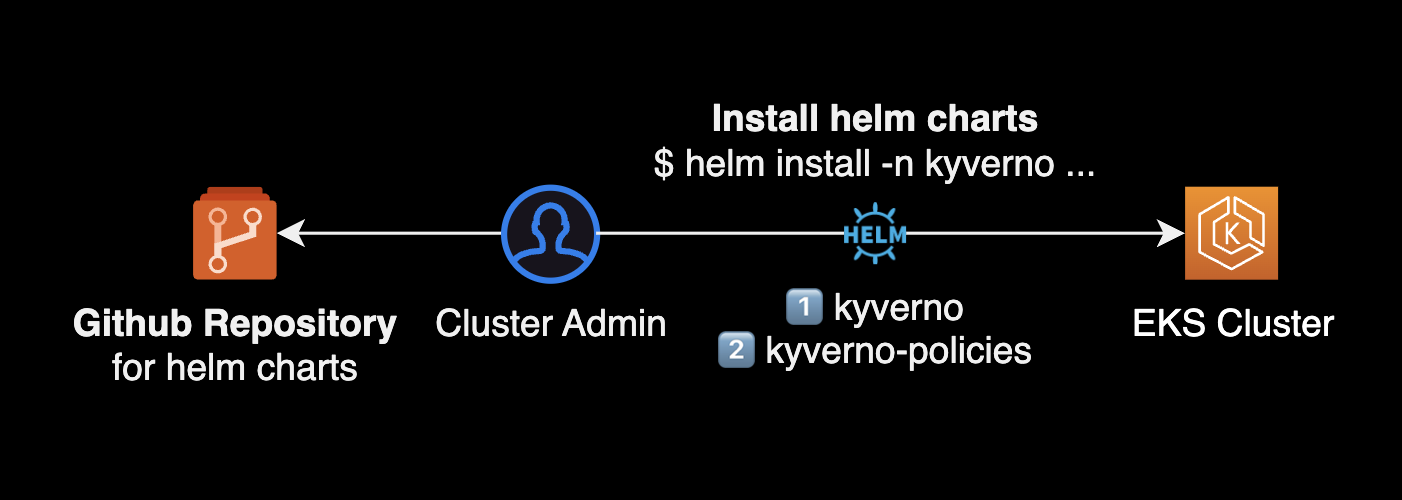 Install helm charts
$ helm install -n kyverno ...
HELM
K
1 kyverno
2 kyverno-policies
Github Repository
for helm charts
Cluster Admin
EKS Cluster